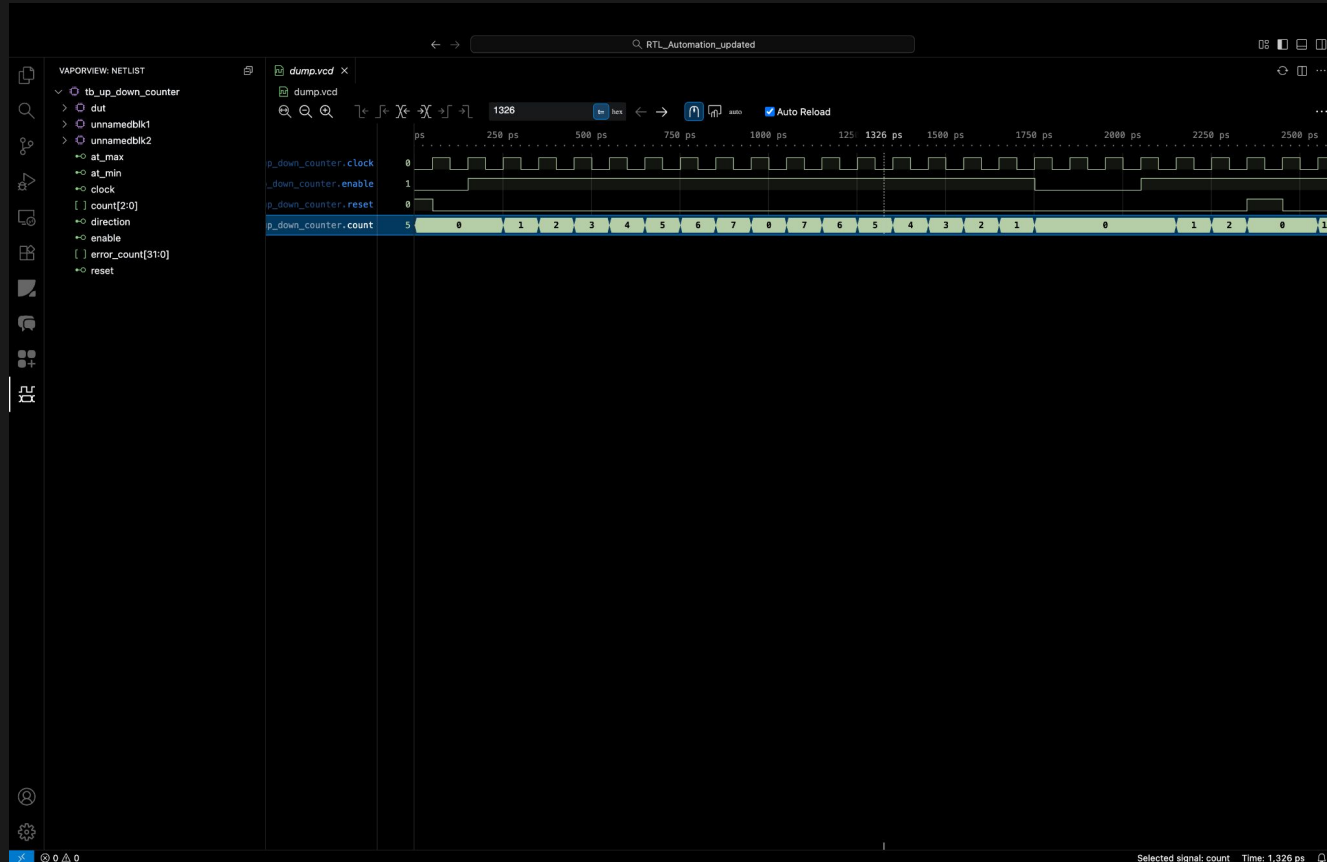 RTL_Automation_updated
VAPORVIEW: NETLIST
tb_up_down_counter
dut
unnamedblk1
unnamedblk2
at_max
at_min
clock
count[2:0]
direction
enable
error_count[31:0]
reset
dump.vcd
dump.vcd
1326 hex auto Auto Reload
ps 250 ps 500 ps 750 ps 1000 ps 125 1326 ps 1500 ps 1750 ps 2000 ps 2250 ps 2500 ps
p_down_counter.clock 0
_down_counter.enable 1
p_down_counter.reset 0
p_down_counter.count 5 0 1 2 3 4 5 6 7 0 7 6 5 4 3 2 1 0 1 2 0 1
0 0 Selected signal: count Time: 1,326 ps